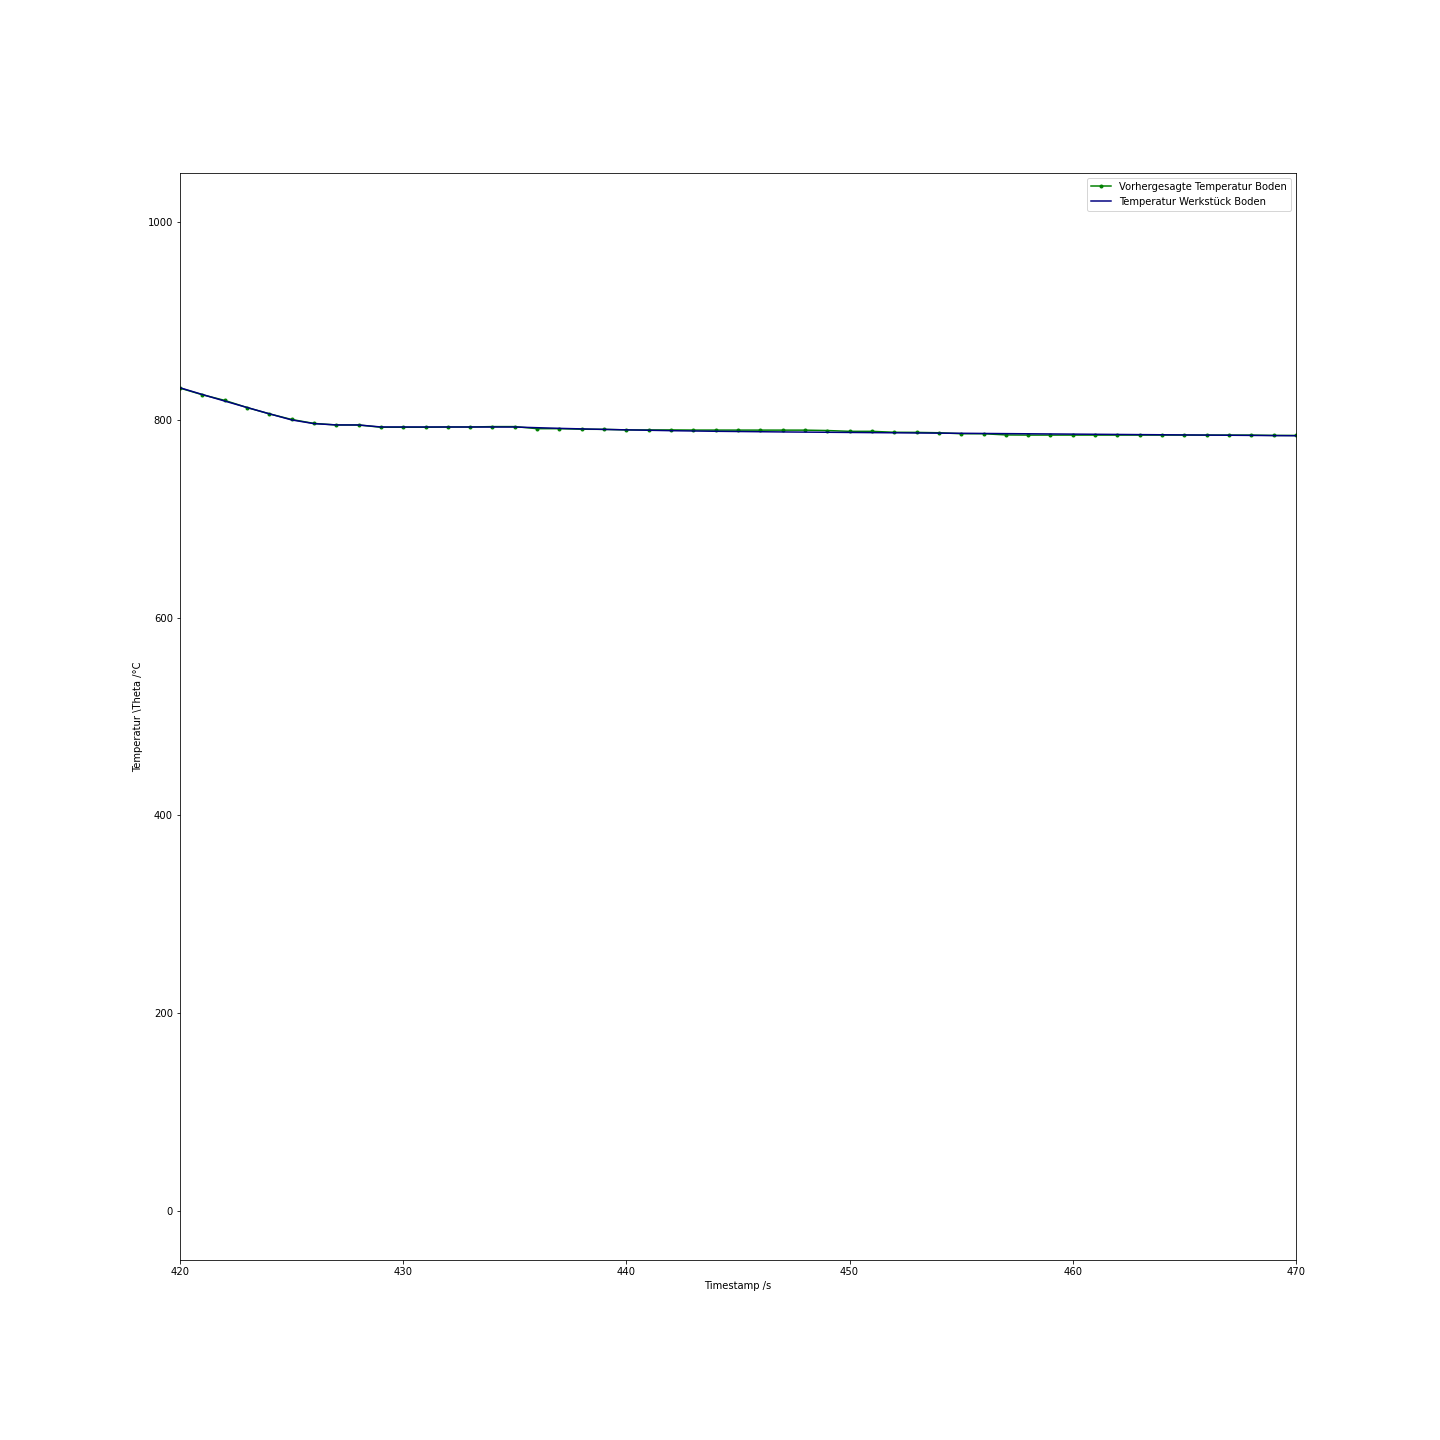 Vorhergesagte Temperatur Boden
Temperatur Werkstück Boden
1000
800
600
400
200
0
Temperatur \Theta /°C
420 430 440 450 460 470
Timestamp /s